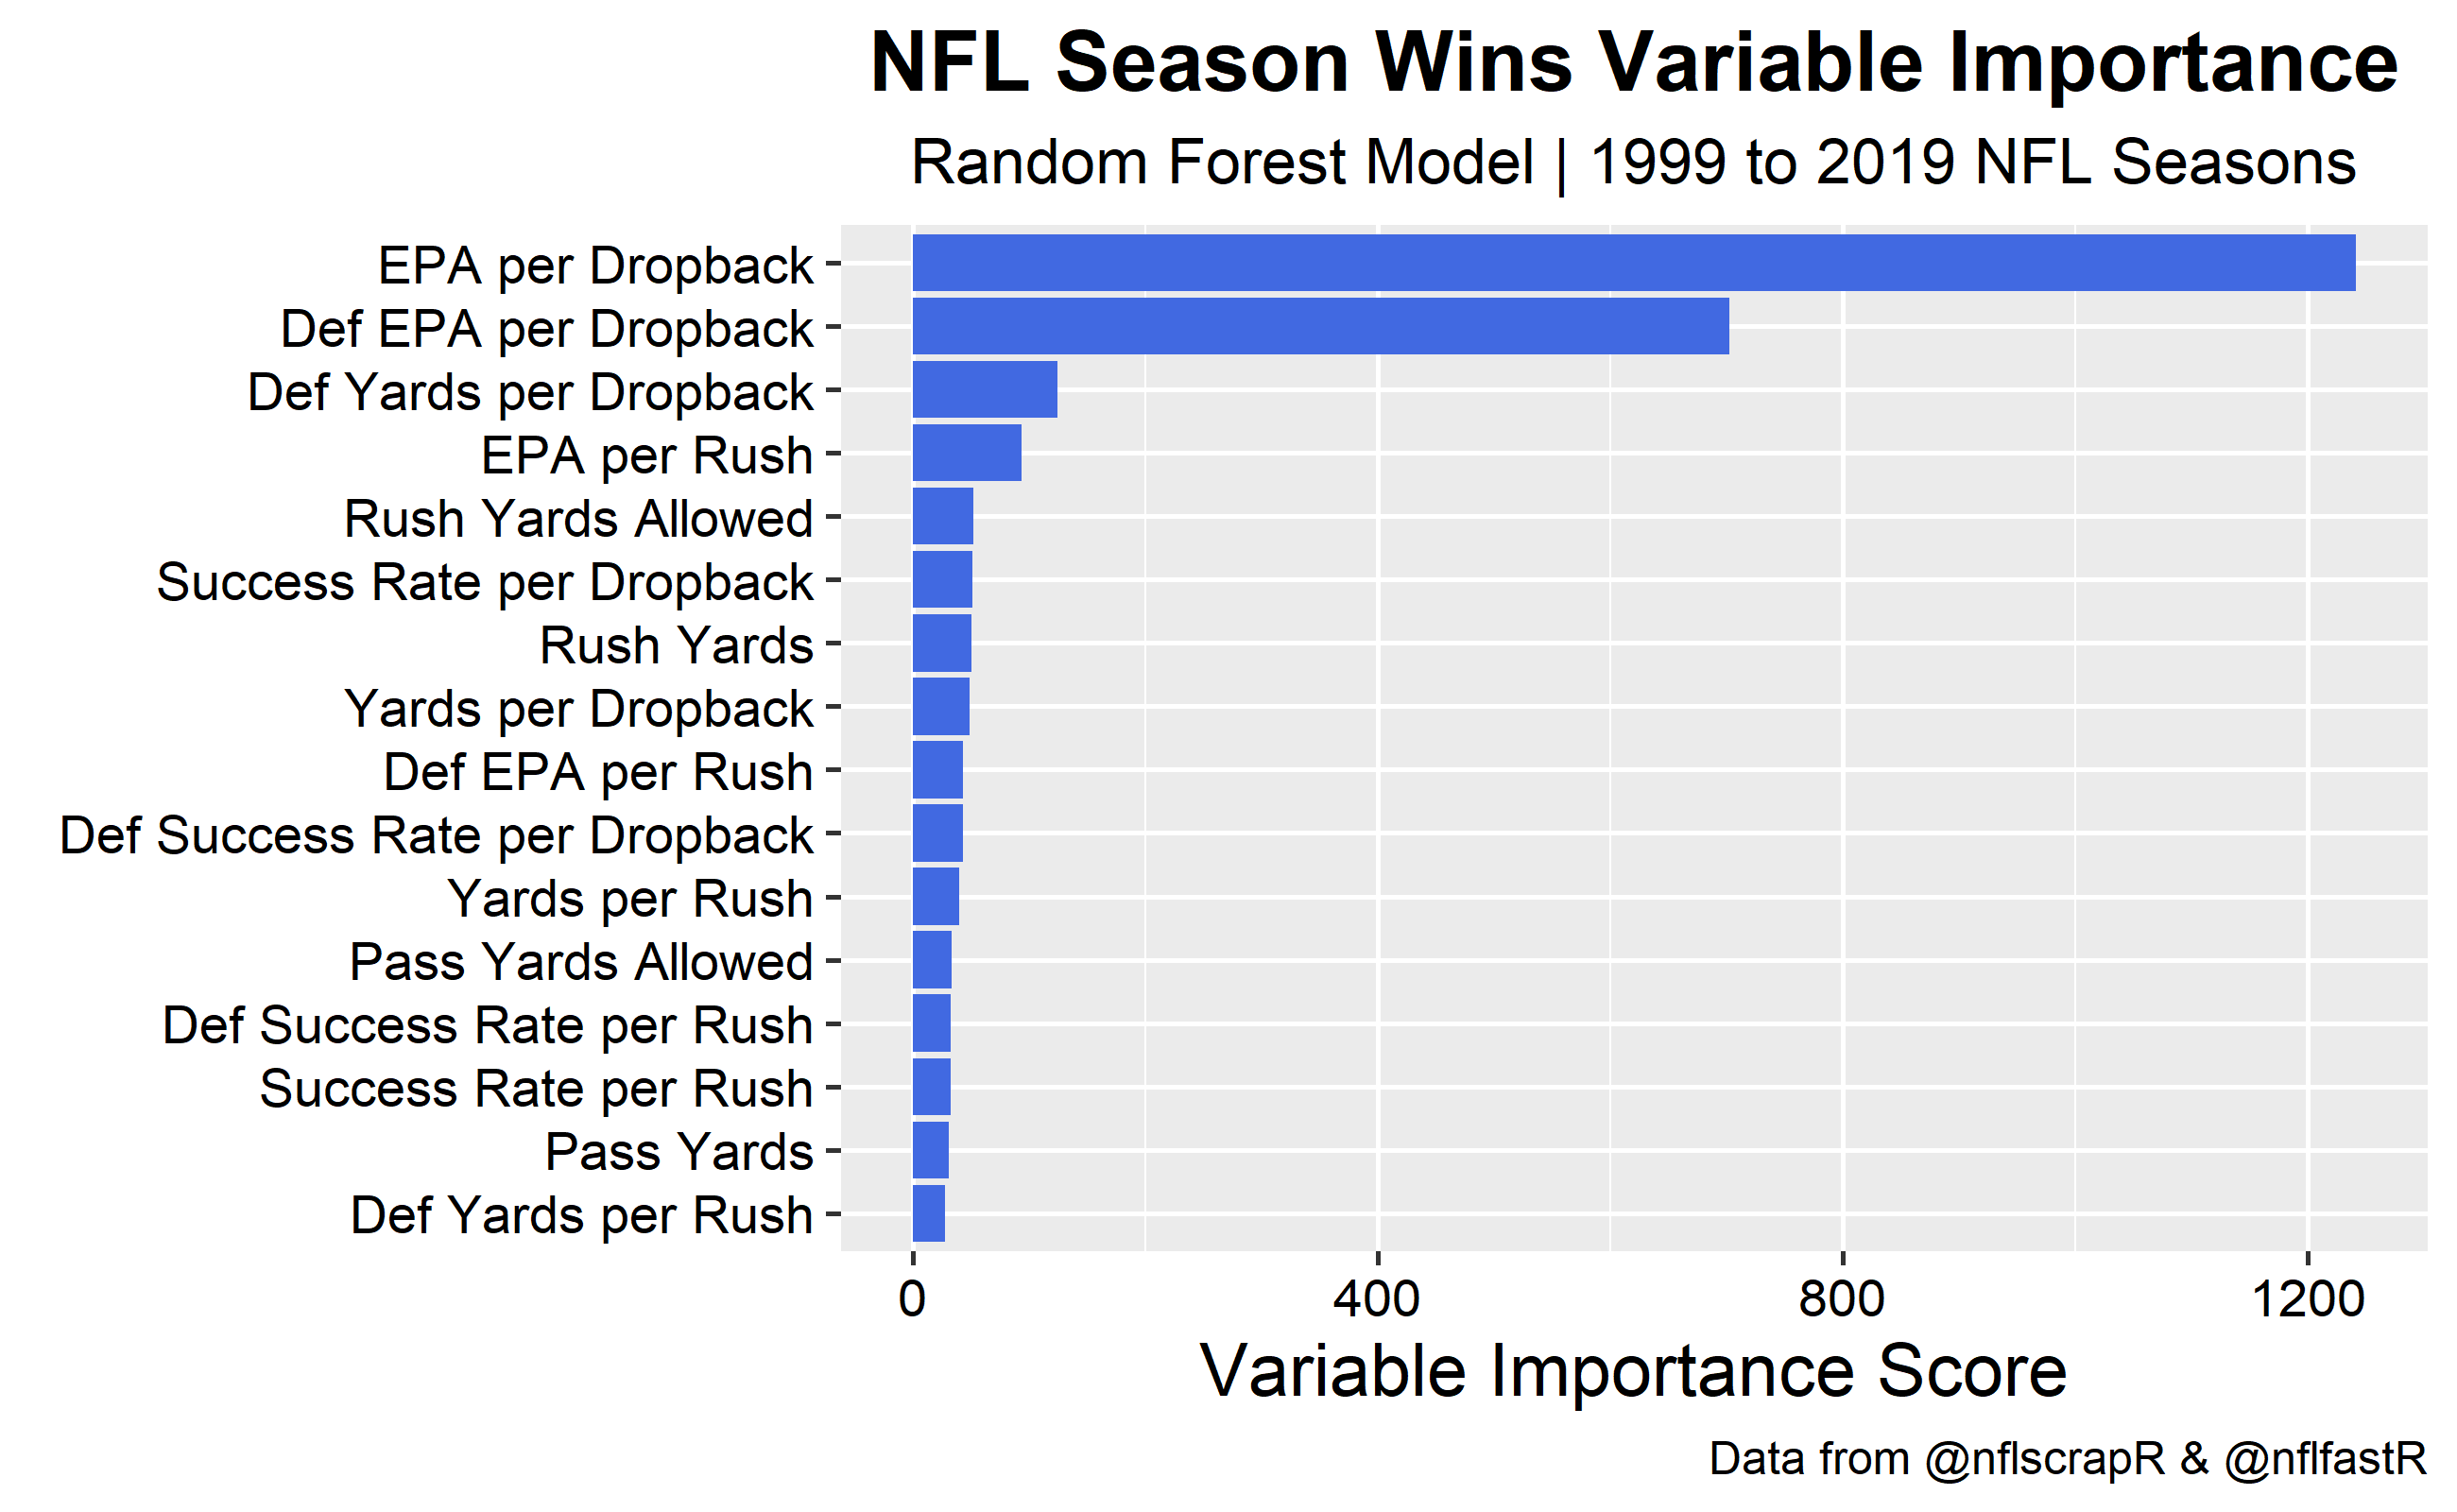 NFL Season Wins Variable Importance
Random Forest Model | 1999 to 2019 NFL Seasons
EPA per Dropback
Def EPA per Dropback
Def Yards per Dropback
EPA per Rush
Rush Yards Allowed
Success Rate per Dropback
Rush Yards
Yards per Dropback
Def EPA per Rush
Def Success Rate per Dropback
Yards per Rush
Pass Yards Allowed
Def Success Rate per Rush
Success Rate per Rush
Pass Yards
Def Yards per Rush
0 400 800 1200
Variable Importance Score
Data from @nflscrapR & @nflfastR